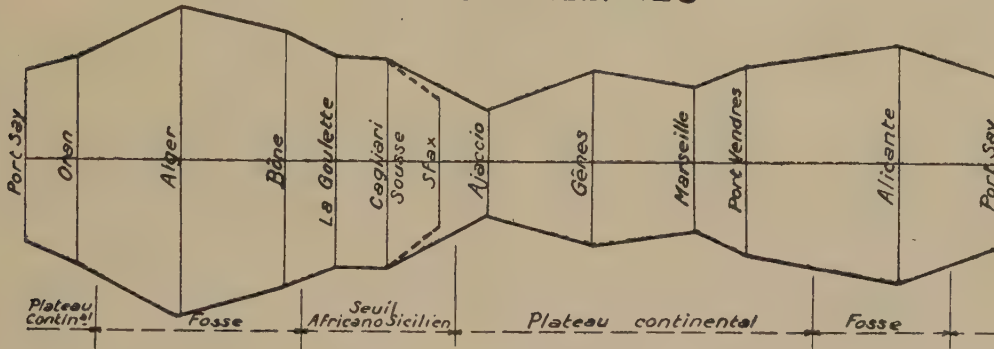 Port Say
Oran
Alger
Bône
La Goulette
Cagliari
Sousse
Sfax
Ajaccio
Gênes
Marseille
Port Vendres
Alicante
Port Say
Plateau
Contin.al
Fosse
Seuil
Africano Sicilien
Plateau continental
Fosse